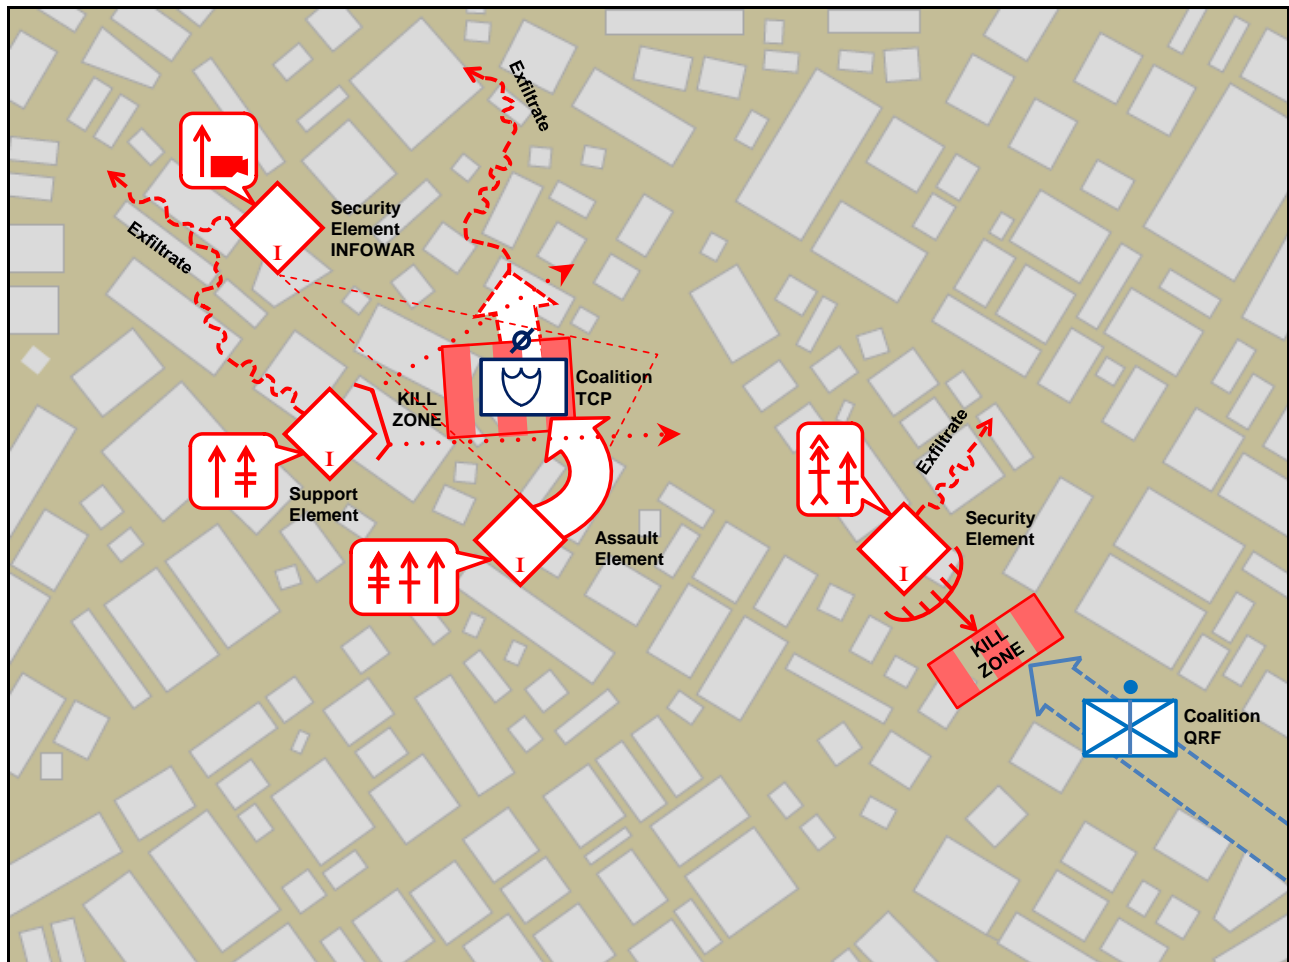 Exfiltrate
Security
Element
INFOWAR
I
Exfiltrate
Coalition
TCP
KILL
ZONE
I
Support
Element
Exfiltrate
Assault
Element
I
Security
Element
I
KILL
ZONE
Coalition
QRF